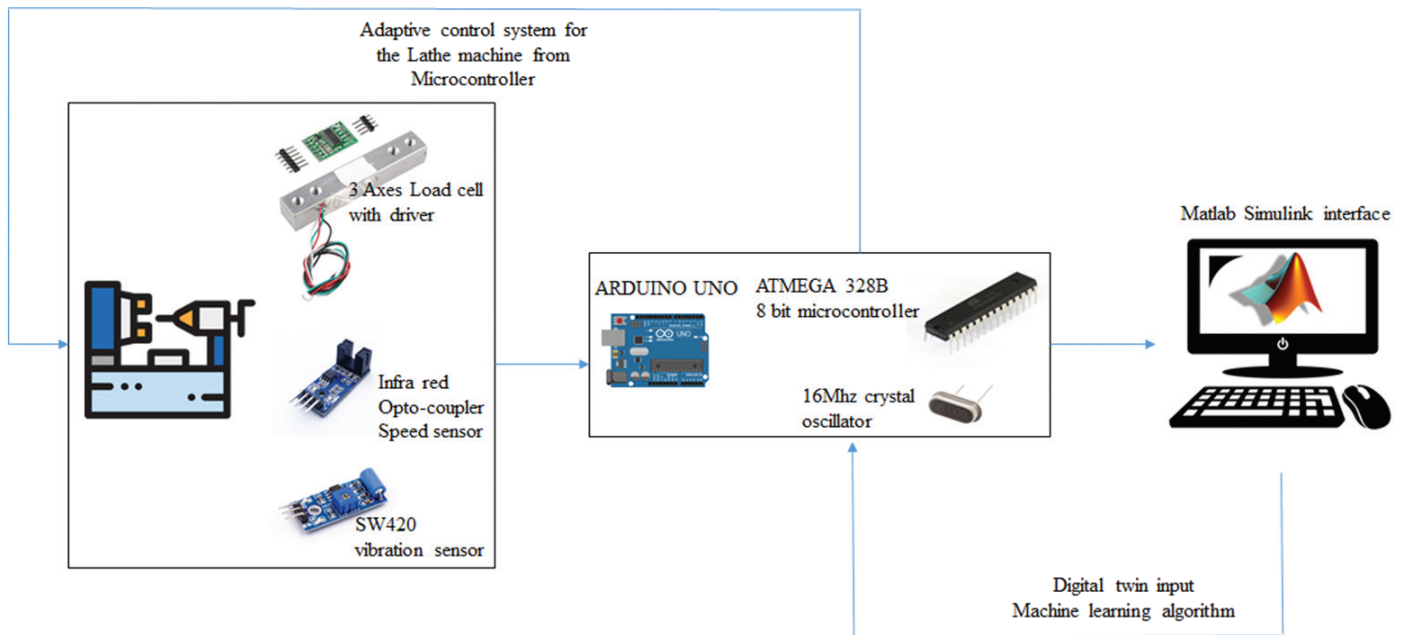 Adaptive control system for
the Lathe machine from
Microcontroller
3 Axes Load cell
with driver
Infra red
Opto-coupler
Speed sensor
SW420
vibration sensor
ARDUINO UNO
ATMEGA 328B
8 bit microcontroller
UNO
16Mhz crystal
oscillator
Matlab Simulink interface
Digital twin input
Machine learning algorithm